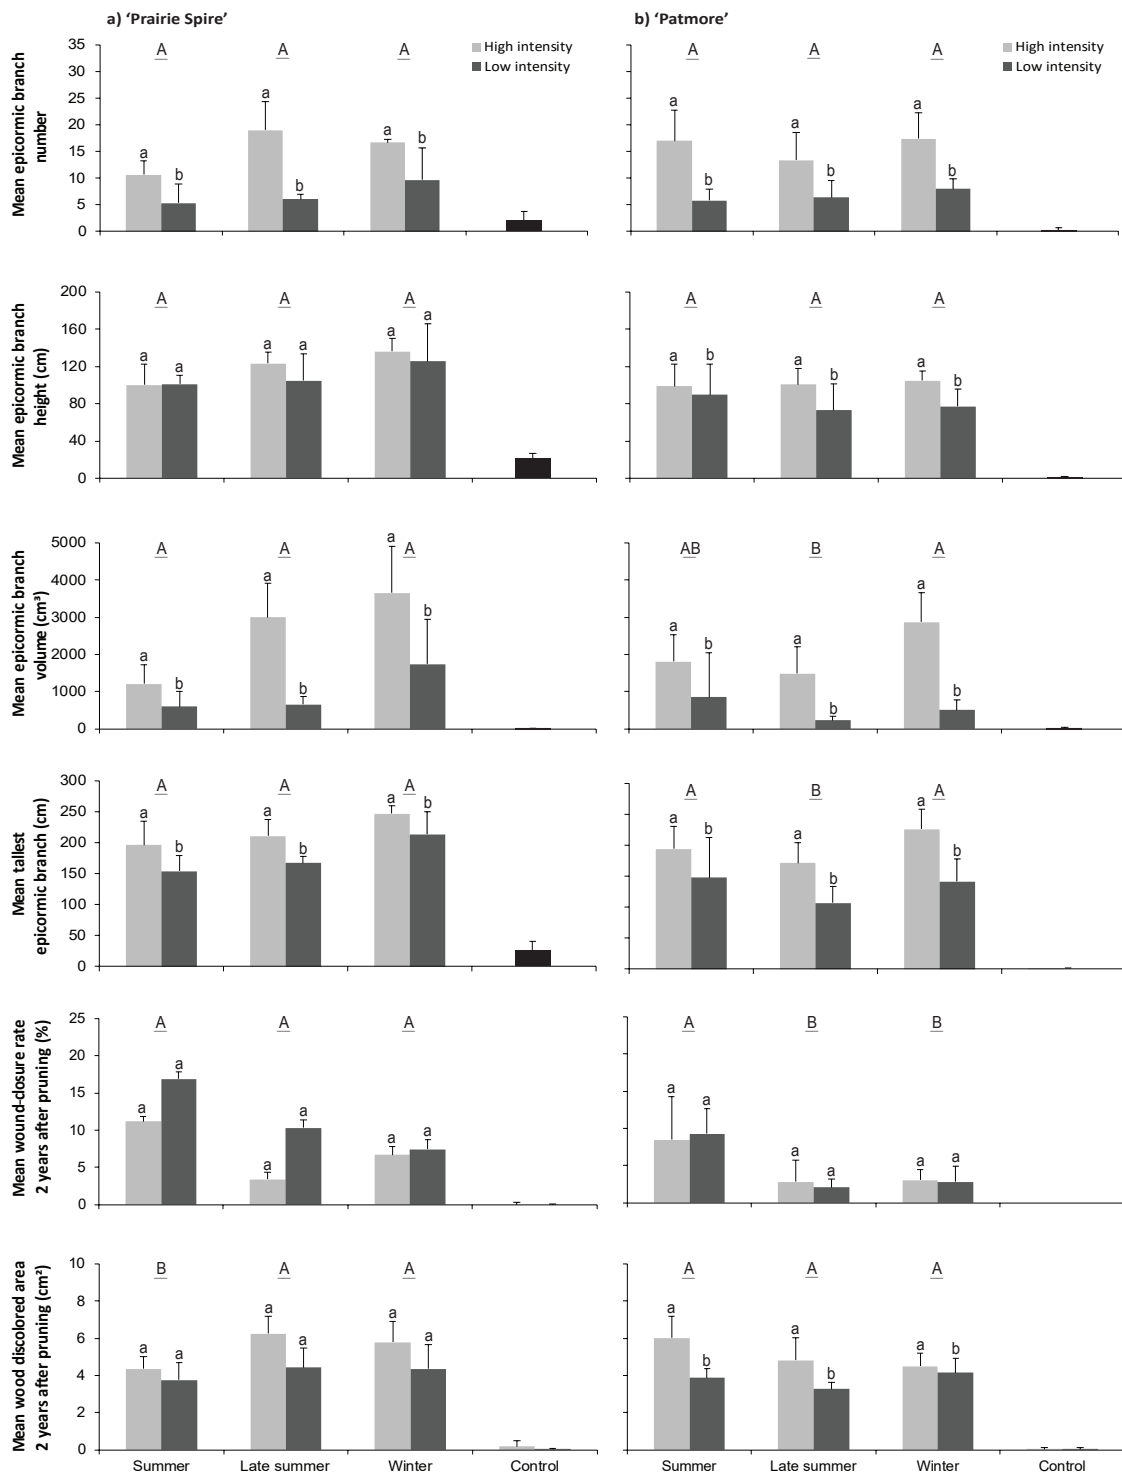 a) ‘Prairie Spire’
b) ‘Patmore’
High intensity
Low intensity
High intensity
Low intensity
Mean epicormic branch
number
35
30
25
20
15
10
5
0
A A A
a b a b a b
A A A
a b a b a b
Mean epicormic branch
height (cm)
200
160
120
80
40
0
A A A
a a a a a a
A A A
a b a b a b
Mean epicormic branch
volume (cm³)
5000
4000
3000
2000
1000
0
A A A
a b a b a b
AB B A
a b a b a b
Mean tallest
epicormic branch (cm)
300
250
200
150
100
50
0
A A A
a b a b a b
A B A
a b a b a b
Mean wound-closure rate
2 years after pruning (%)
25
20
15
10
5
0
A A A
a a a a a a
A B B
a a a a a a
Mean wood discolored area
2 years after pruning (cm²)
10
8
6
4
2
0
B A A
a a a a a a
A A A
a b a b a b
Summer Late summer Winter Control
Summer Late summer Winter Control